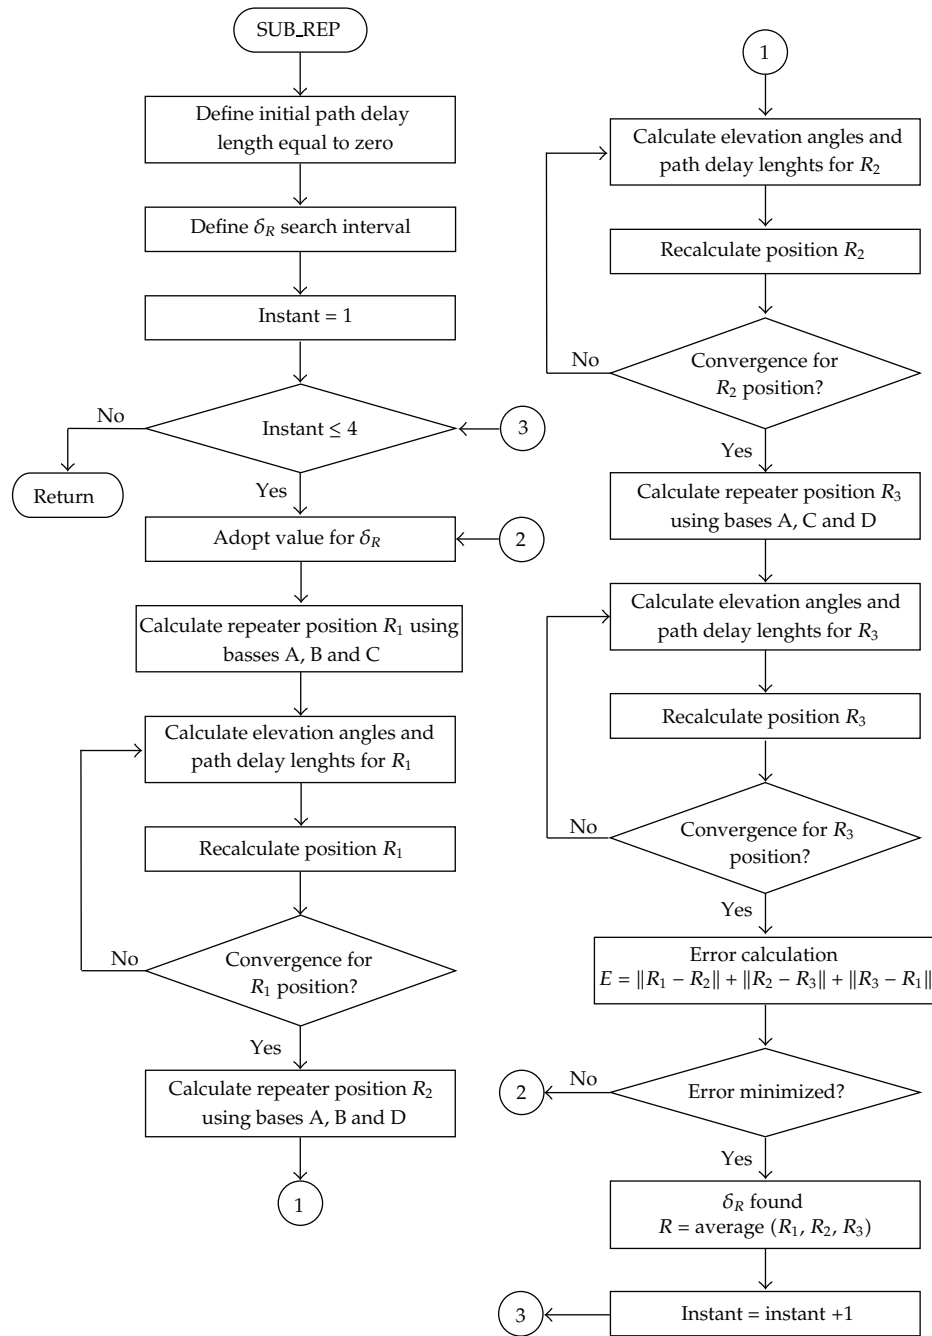 SUB_REP
Define initial path delay
length equal to zero
Define δR search interval
Instant = 1
Instant ≤ 4
No
Return
3
Yes
Adopt value for δR
2
Calculate repeater position R1 using
basses A, B and C
Calculate elevation angles and
path delay lenghts for R1
Recalculate position R1
Convergence for
R1 position?
No
Yes
Calculate repeater position R2
using bases A, B and D
1
1
Calculate elevation angles and
path delay lenghts for R2
Recalculate position R2
Convergence for
R2 position?
No
Yes
Calculate repeater position R3
using bases A, C and D
Calculate elevation angles and
path delay lenghts for R3
Recalculate position R3
Convergence for R3
position?
No
Yes
Error calculation
E = ||R1 − R2|| + ||R2 − R3|| + ||R3 − R1||
Error minimized?
No
2
Yes
δR found
R = average (R1, R2, R3)
Instant = instant +1
3